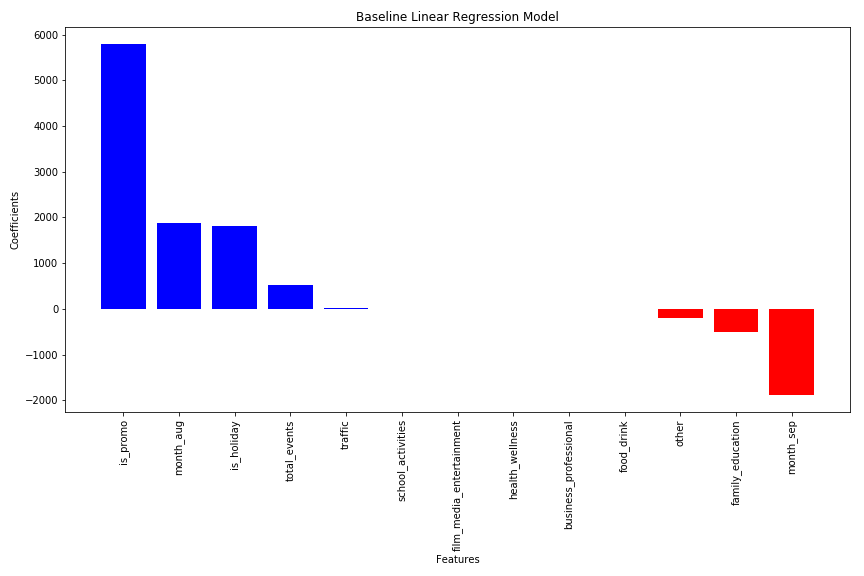 Baseline Linear Regression Model
Coefficients
6000
5000
4000
3000
2000
1000
0
−1000
−2000
is_promo
month_aug
is_holiday
total_events
traffic
school_activities
film_media_entertainment
health_wellness
business_professional
food_drink
other
family_education
month_sep
Features